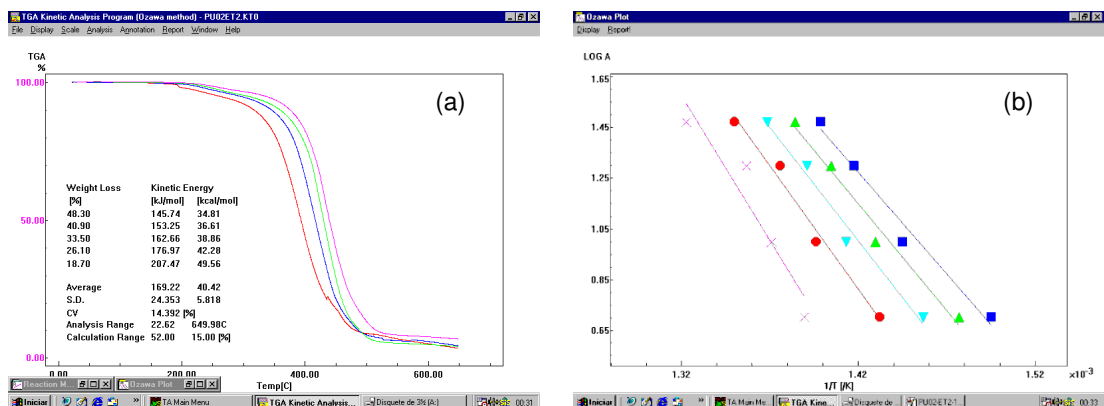 TGA Kinetic Analysis Program (Ozawa method) - PU02ET2.KT0
File Display Scale Analysis Annotation Report Window Help
TGA
%
100.00
(a)
Weight Loss Kinetic Energy
[%] [kJ/mol] [kcal/mol]
48.30 145.74 34.81
40.90 153.25 36.61
33.50 162.66 38.86
26.10 176.97 42.28
18.70 207.47 49.56
50.00
Average 169.22 40.42
S.D. 24.353 5.818
CV 14.392 [%]
Analysis Range 22.62 649.98C
Calculation Range 52.00 15.00 [%]
0.00
0.00 200.00 400.00 600.00
Reaction M... Ozawa Plot Temp[C]
Iniciar » TA Main Menu TGA Kinetic Analysis... Disquete de 3½ (A:) 00:31
Ozawa Plot
Display Report!
LOG A
1.65
(b)
1.45
1.25
1.05
0.85
0.65
1.32 1.42 1.52 ×10⁻³
1/T [/K]
Iniciar » TA Main Me... TGA Kine... Disquete de ... PU02-ET2-1... 00:33